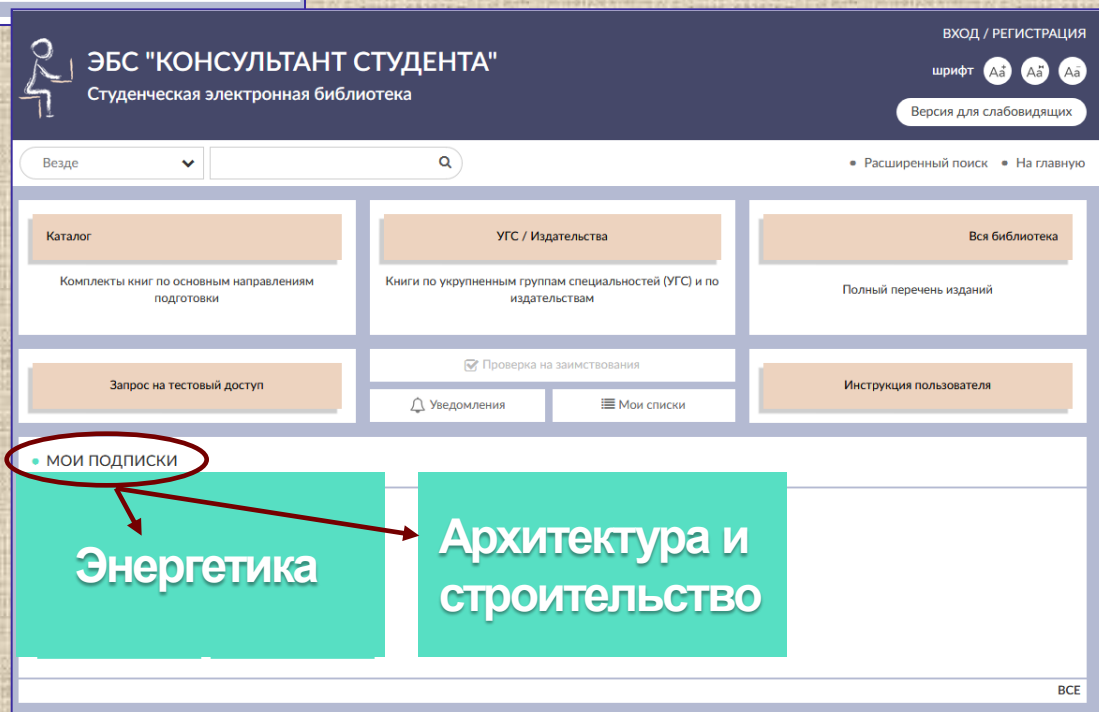 ВХОД / РЕГИСТРАЦИЯ
ЭБС "КОНСУЛЬТАНТ СТУДЕНТА"
Студенческая электронная библиотека
шрифт Aa+ Aa Aa-
Версия для слабовидящих
Везде
Расширенный поиск
На главную
Каталог
Комплекты книг по основным направлениям
подготовки
УГС / Издательства
Книги по укрупненным группам специальностей (УГС) и по
издательствам
Вся библиотека
Полный перечень изданий
Запрос на тестовый доступ
Проверка на заимствования
Уведомления
Мои списки
Инструкция пользователя
МОИ ПОДПИСКИ
Энергетика
Архитектура и
строительство
ВСЕ